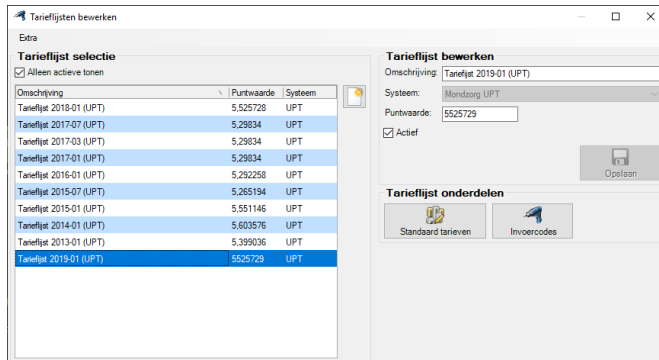 Tarieflijsten bewerken
Extra
Tarieflijst selectie
Alleen actieve tonen
Omschrijving Puntwaarde Systeem
Tarieflijst 2018-01 (UPT) 5,525728 UPT
Tarieflijst 2017-07 (UPT) 5,29834 UPT
Tarieflijst 2017-03 (UPT) 5,29834 UPT
Tarieflijst 2017-01 (UPT) 5,29834 UPT
Tarieflijst 2016-01 (UPT) 5,292258 UPT
Tarieflijst 2015-07 (UPT) 5,265194 UPT
Tarieflijst 2015-01 (UPT) 5,551146 UPT
Tarieflijst 2014-01 (UPT) 5,603576 UPT
Tarieflijst 2013-01 (UPT) 5,399036 UPT
Tarieflijst 2019-01 (UPT) 5525729 UPT
Tarieflijst bewerken
Omschrijving: Tarieflijst 2019-01 (UPT)
Systeem: Mondzorg UPT
Puntwaarde: 5525729
Actief
Opslaan
Tarieflijst onderdelen
Standaard tarieven Invoercodes